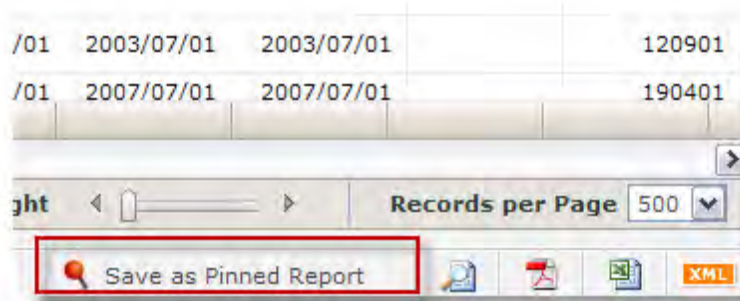 /01 2003/07/01 2003/07/01 120901
/01 2007/07/01 2007/07/01 190401
ght Records per Page 500
Save as Pinned Report XML